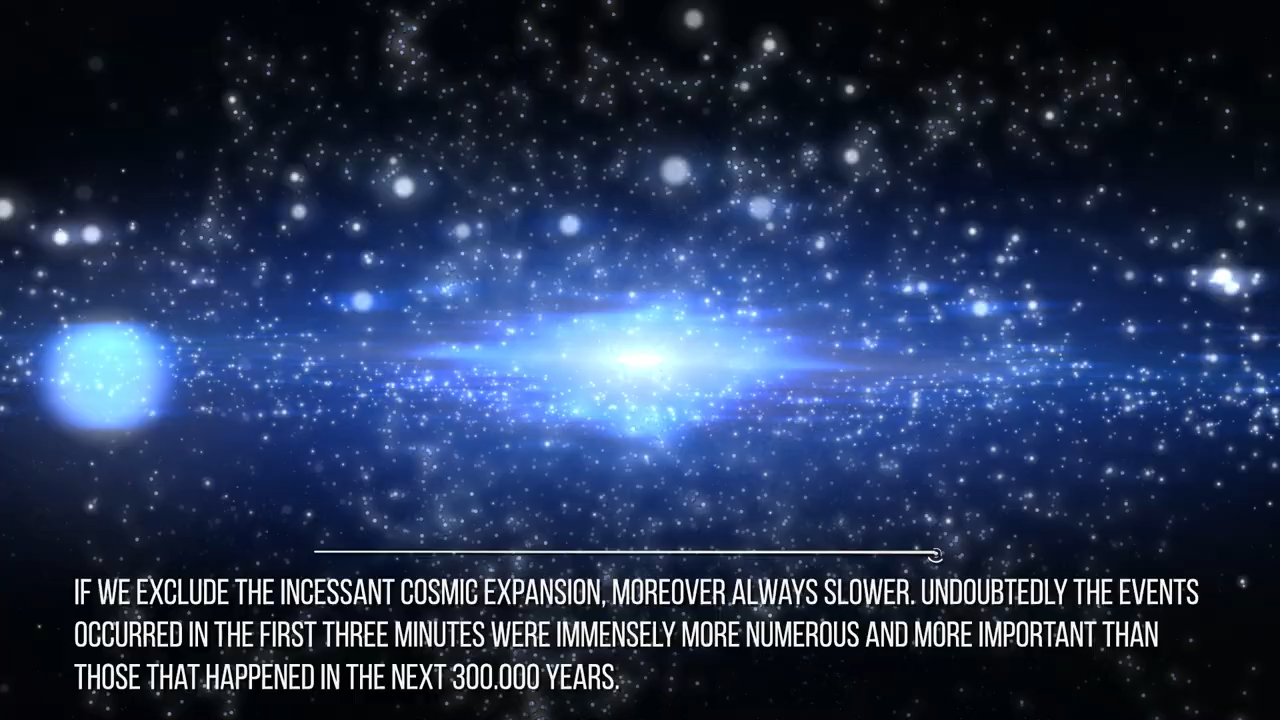 IF WE EXCLUDE THE INCESSANT COSMIC EXPANSION, MOREOVER ALWAYS SLOWER. UNDOUBTEDLY THE EVENTS
OCCURRED IN THE FIRST THREE MINUTES WERE IMMENSELY MORE NUMEROUS AND MORE IMPORTANT THAN
THOSE THAT HAPPENED IN THE NEXT 300.000 YEARS.